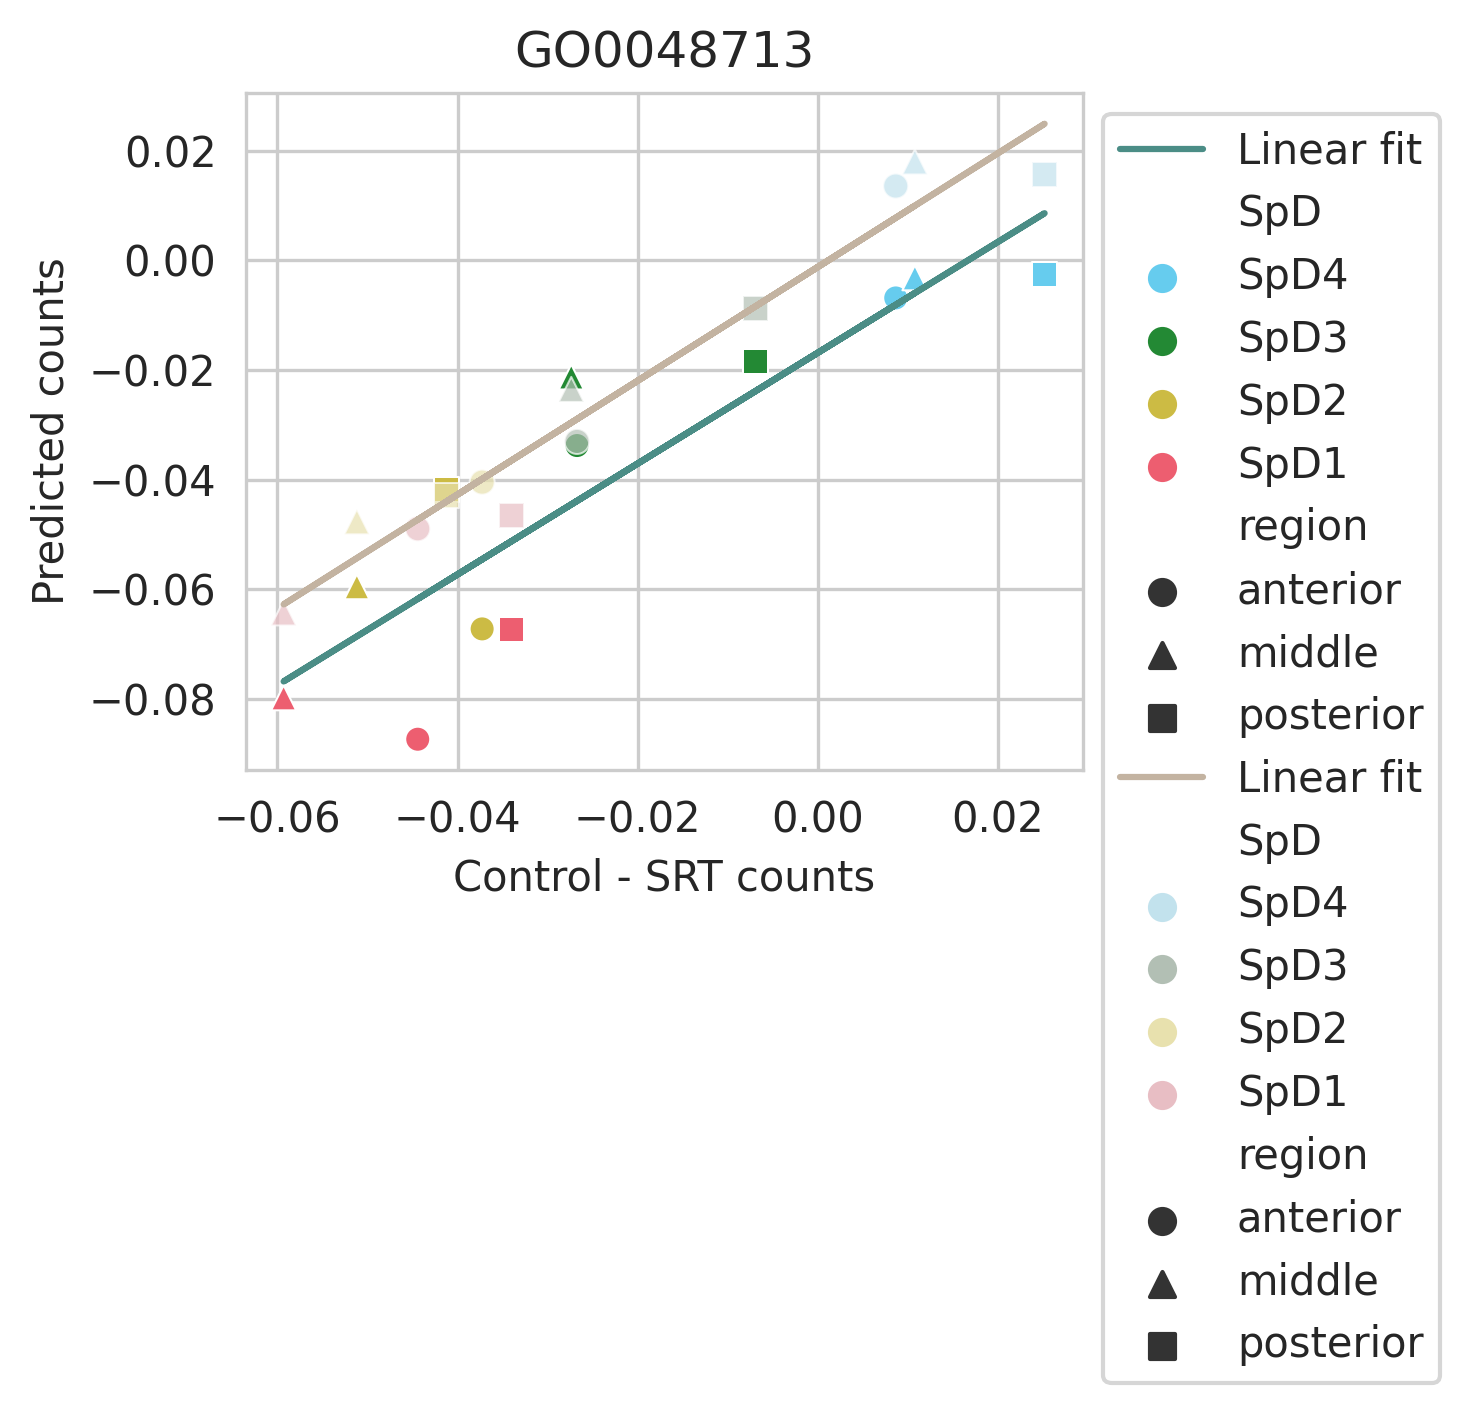 GO0048713
0.02
0.00
−0.02
−0.04
−0.06
−0.08
Predicted counts
−0.06 −0.04 −0.02 0.00 0.02
Control - SRT counts
Linear fit
SpD
SpD4
SpD3
SpD2
SpD1
region
anterior
middle
posterior
Linear fit
SpD
SpD4
SpD3
SpD2
SpD1
region
anterior
middle
posterior